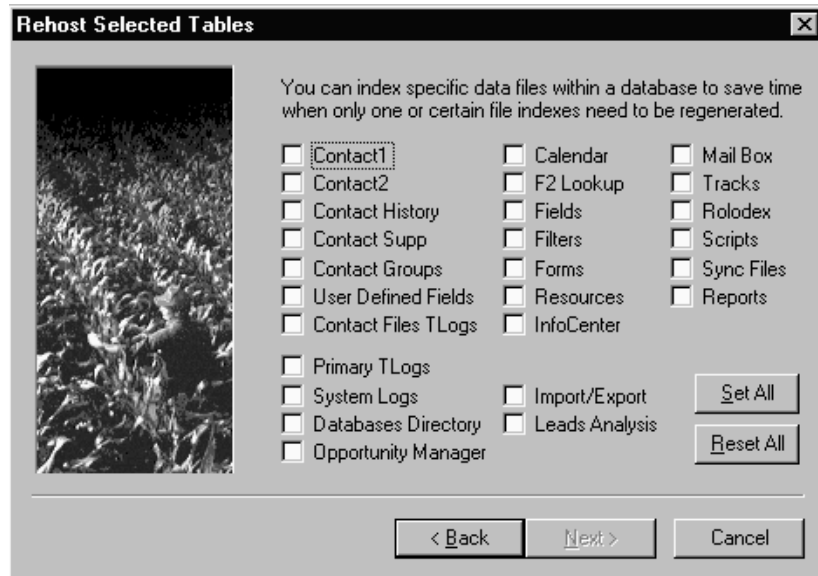 Rehost Selected Tables
You can index specific data files within a database to save time
when only one or certain file indexes need to be regenerated.
Contact1 Calendar Mail Box
Contact2 F2 Lookup Tracks
Contact History Fields Rolodex
Contact Supp Filters Scripts
Contact Groups Forms Sync Files
User Defined Fields Resources Reports
Contact Files TLogs InfoCenter
Primary TLogs
System Logs Import/Export Set All
Databases Directory Leads Analysis
Opportunity Manager Reset All
< Back Next > Cancel